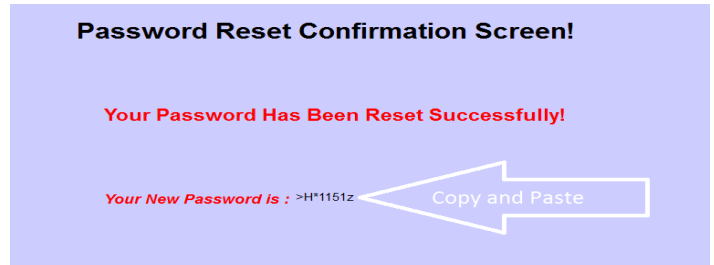 Password Reset Confirmation Screen!
Your Password Has Been Reset Successfully!
Your New Password is : >H*1151z Copy and Paste